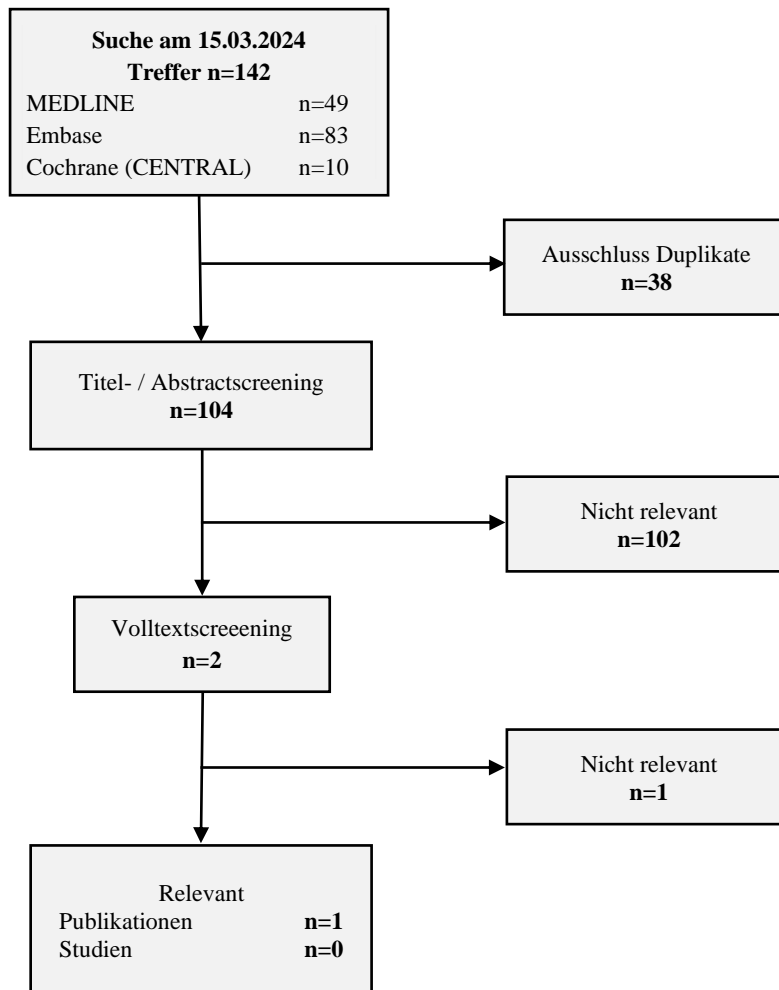 Suche am 15.03.2024
Treffer n=142
MEDLINE n=49
Embase n=83
Cochrane (CENTRAL) n=10
Ausschluss Duplikate
n=38
Titel- / Abstractscreening
n=104
Nicht relevant
n=102
Volltextscreeening
n=2
Nicht relevant
n=1
Relevant
Publikationen n=1
Studien n=0